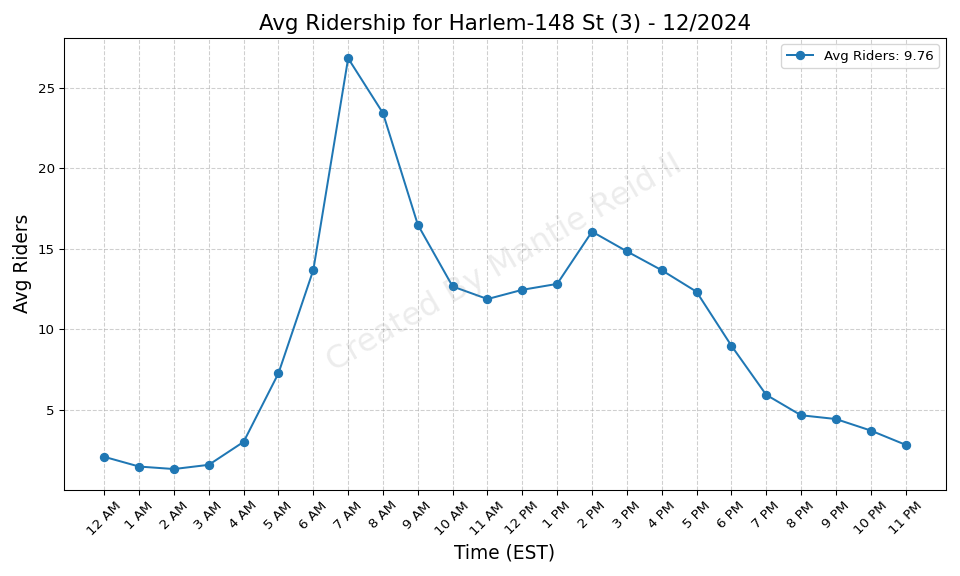 Avg Ridership for Harlem-148 St (3) - 12/2024
Avg Riders: 9.76
Avg Riders
25
20
15
10
5
Created By Mantie Reid II
12 AM
1 AM
2 AM
3 AM
4 AM
5 AM
6 AM
7 AM
8 AM
9 AM
10 AM
11 AM
12 PM
1 PM
2 PM
3 PM
4 PM
5 PM
6 PM
7 PM
8 PM
9 PM
10 PM
11 PM
Time (EST)